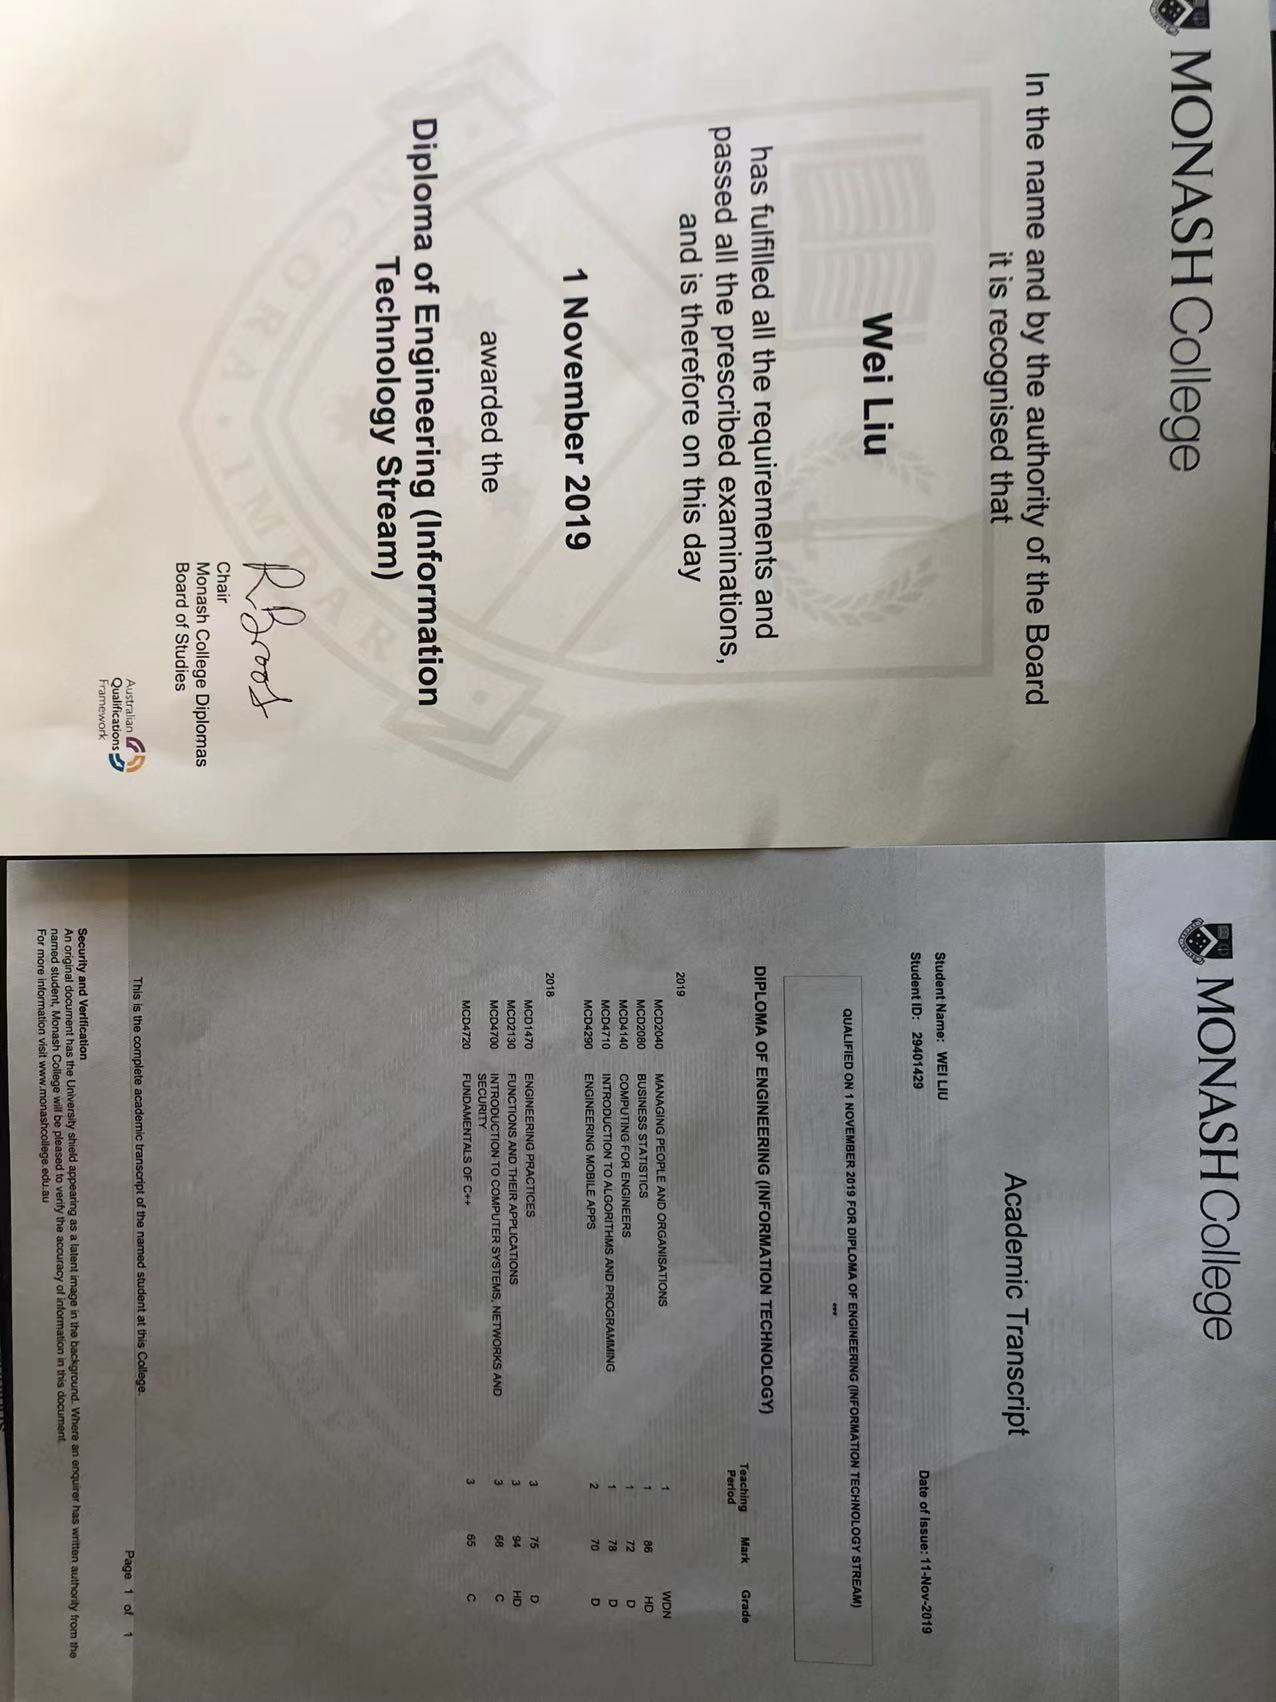 MONASH College
In the name and by the authority of the Board
it is recognised that
Wei Liu
has fulfilled all the requirements and
passed all the prescribed examinations,
and is therefore on this day
1 November 2019
awarded the
Diploma of Engineering (Information
Technology Stream)
R Broos
Chair
Monash College Diplomas
Board of Studies
Australian
Qualifications
Framework
ANCORA · IMPARO
MONASH College
Academic Transcript
Student Name: WEI LIU
Student ID: 29401429
Date of Issue: 11-Nov-2019
QUALIFIED ON 1 NOVEMBER 2019 FOR DIPLOMA OF ENGINEERING (INFORMATION TECHNOLOGY STREAM)
***
DIPLOMA OF ENGINEERING (INFORMATION TECHNOLOGY)
Teaching Period Mark Grade
2019
MCD2040 MANAGING PEOPLE AND ORGANISATIONS 1 WDN
MCD2080 BUSINESS STATISTICS 1 86 HD
MCD4140 COMPUTING FOR ENGINEERS 1 72 D
MCD4710 INTRODUCTION TO ALGORITHMS AND PROGRAMMING 1 78 D
MCD4290 ENGINEERING MOBILE APPS 2 70 D
2018
MCD1470 ENGINEERING PRACTICES 3 75 D
MCD2130 FUNCTIONS AND THEIR APPLICATIONS 3 94 HD
MCD4700 INTRODUCTION TO COMPUTER SYSTEMS, NETWORKS AND 3 68 C
SECURITY
MCD4720 FUNDAMENTALS OF C++ 3 65 C
This is the complete academic transcript of the named student at this College.
Page 1 of 1
Security and Verification
An original document has the University shield appearing as a latent image in the background. Where an enquirer has written authority from the
named student, Monash College will be pleased to verify the accuracy of information in this document.
For more information visit www.monashcollege.edu.au